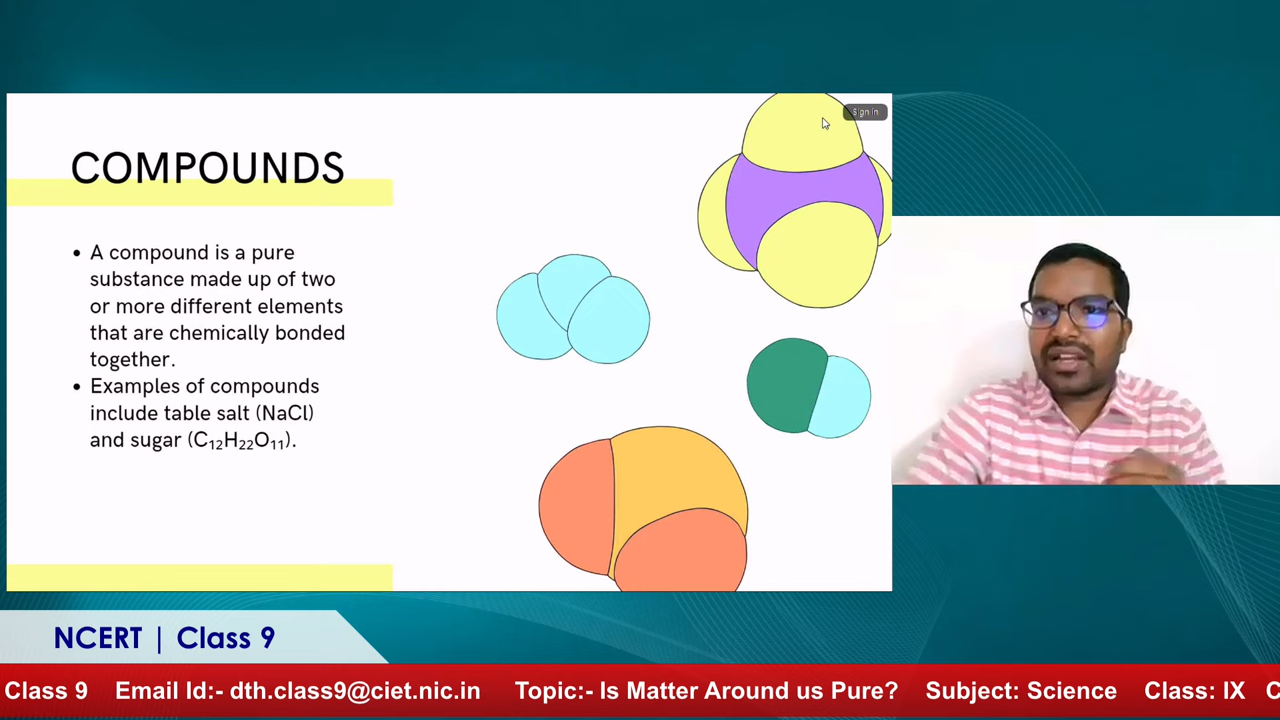 Sign in
COMPOUNDS
• A compound is a pure
substance made up of two
or more different elements
that are chemically bonded
together.
• Examples of compounds
include table salt (NaCl)
and sugar (C₁₂H₂₂O₁₁).
NCERT | Class 9
Class 9 Email Id:- dth.class9@ciet.nic.in Topic:- Is Matter Around us Pure? Subject: Science Class: IX C